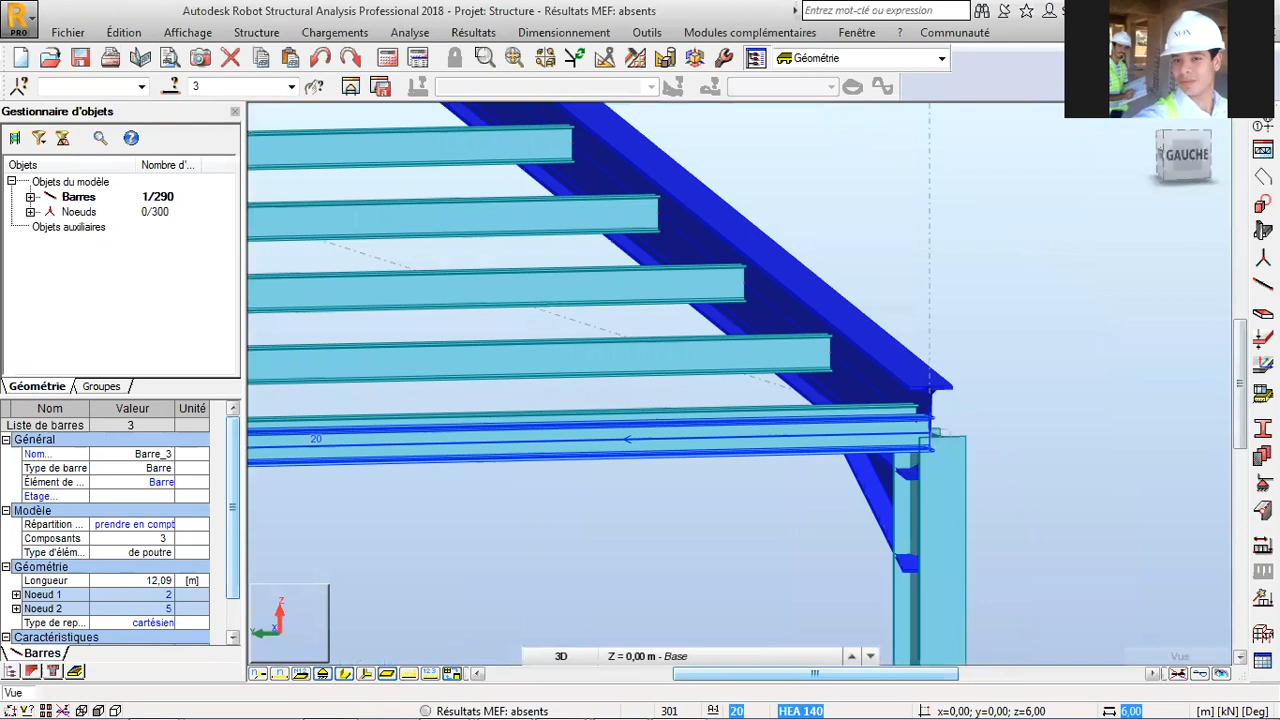 Autodesk Robot Structural Analysis Professional 2018 - Projet: Structure - Résultats MEF: absents
Entrez mot-clé ou expression
PRO
Fichier Édition Affichage Structure Chargements Analyse Résultats Dimensionnement Outils Modules complémentaires Fenêtre Communauté
Géométrie
3
Gestionnaire d'objets
Objets Nombre d'...
Objets du modèle
Barres 1/290
Noeuds 0/300
Objets auxiliaires
Géométrie Groupes
Nom Valeur Unité
Liste de barres 3
Général
Nom... Barre_3
Type de barre Barre
Élément de ... Barre
Etage...
Modèle
Répartition ... prendre en compt
Composants 3
Type d'élém... de poutre
Géométrie
Longueur 12,09 [m]
Noeud 1 2
Noeud 2 5
Type de rep... cartésien
Caractéristiques
Barres
GAUCHE
20
Z
Y
X
3D Z = 0,00 m - Base
Vue
Vue
Résultats MEF: absents 301 20 HEA 140 x=0,00; y=0,00; z=6,00 6,00 [m] [kN] [Deg]